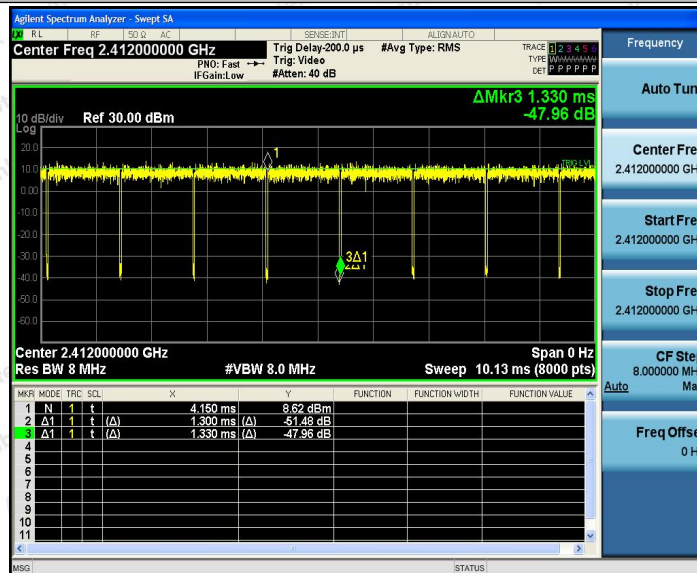 Agilent Spectrum Analyzer - Swept SA
RL RF 50 Ω AC SENSE:INT ALIGNAUTO
Center Freq 2.412000000 GHz
PNO: Fast
IFGain:Low
Trig Delay-200.0 µs
Trig: Video
#Atten: 40 dB
#Avg Type: RMS
TRACE 1 2 3 4 5 6
TYPE W
DET P P P P P P
ΔMkr3 1.330 ms
-47.96 dB
10 dB/div Ref 30.00 dBm
Log
20.0
10.0
0.00
-10.0
-20.0
-30.0
-40.0
-50.0
-60.0
1
TRIG LVL
3Δ1
2Δ1
Center 2.412000000 GHz Span 0 Hz
Res BW 8 MHz #VBW 8.0 MHz Sweep 10.13 ms (8000 pts)
MKR MODE TRC SCL X Y FUNCTION FUNCTION WIDTH FUNCTION VALUE
1 N 1 t 4.150 ms 8.62 dBm
2 Δ1 1 t (Δ) 1.300 ms (Δ) -51.48 dB
3 Δ1 1 t (Δ) 1.330 ms (Δ) -47.96 dB
4
5
6
7
8
9
10
11
MSG STATUS
Frequency
Auto Tun
Center Fre
2.412000000 GH
Start Fre
2.412000000 GH
Stop Fre
2.412000000 GH
CF Ste
8.000000 MH
Auto Ma
Freq Offse
0 H